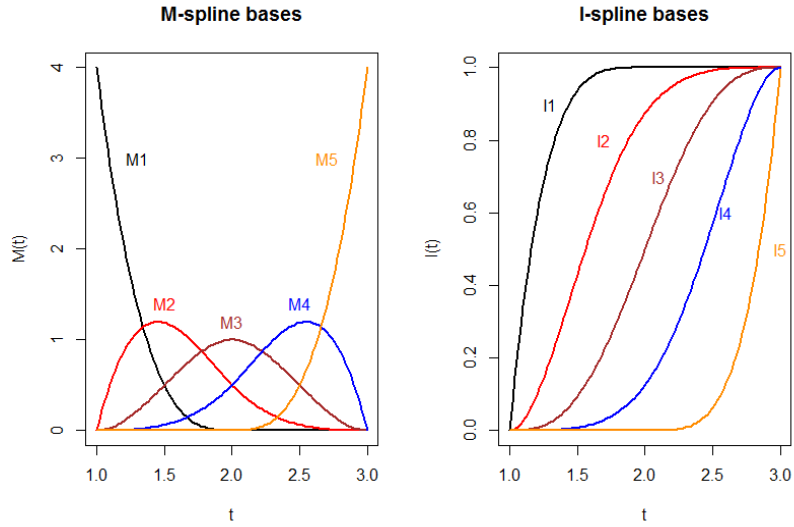 M-spline bases
4
3
2
1
0
M(t)
M1
M2
M3
M4
M5
1.0
1.5
2.0
2.5
3.0
t
I-spline bases
1.0
0.8
0.6
0.4
0.2
0.0
I(t)
I1
I2
I3
I4
I5
1.0
1.5
2.0
2.5
3.0
t